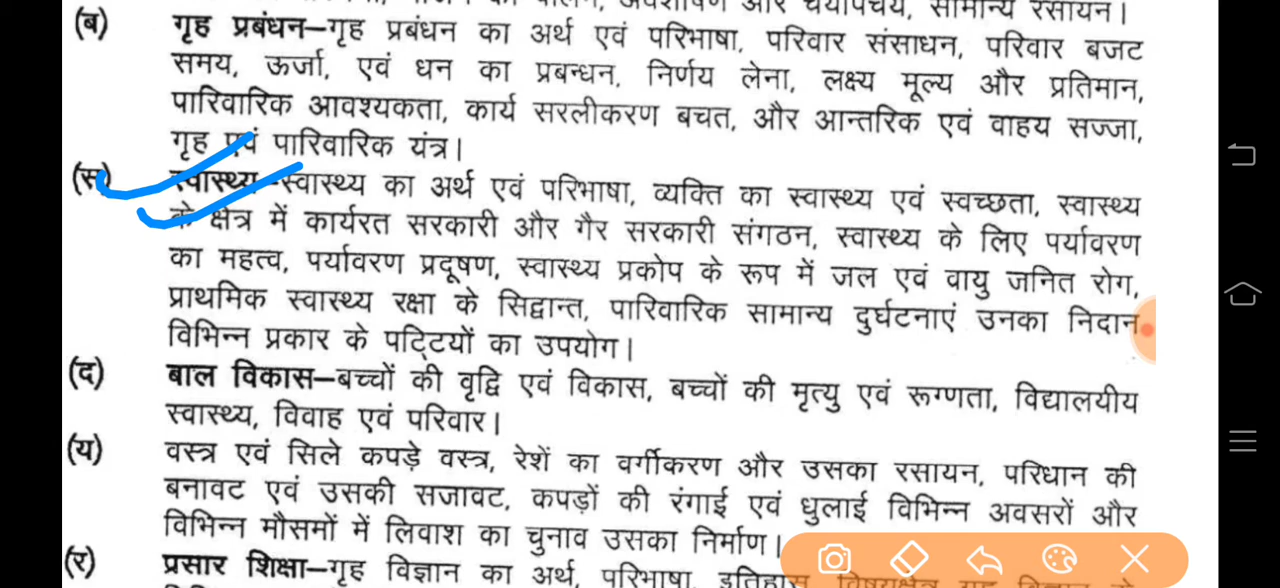 और चयापचय, सामान्य रसायन।
(ब) गृह प्रबंधन–गृह प्रबंधन का अर्थ एवं परिभाषा, परिवार संसाधन, परिवार बजट
समय, ऊर्जा, एवं धन का प्रबन्धन, निर्णय लेना, लक्ष्य मूल्य और प्रतिमान,
पारिवारिक आवश्यकता, कार्य सरलीकरण बचत, और आन्तरिक एवं वाहय सज्जा,
गृह एवं पारिवारिक यंत्र।
(स) स्वास्थ्य–स्वास्थ्य का अर्थ एवं परिभाषा, व्यक्ति का स्वास्थ्य एवं स्वच्छता, स्वास्थ्य
के क्षेत्र में कार्यरत सरकारी और गैर सरकारी संगठन, स्वास्थ्य के लिए पर्यावरण
का महत्व, पर्यावरण प्रदूषण, स्वास्थ्य प्रकोप के रूप में जल एवं वायु जनित रोग,
प्राथमिक स्वास्थ्य रक्षा के सिद्वान्त, पारिवारिक सामान्य दुर्घटनाएं उनका निदान
विभिन्न प्रकार के पट्टियों का उपयोग।
(द) बाल विकास–बच्चों की वृद्वि एवं विकास, बच्चों की मृत्यु एवं रूग्णता, विद्यालयीय
स्वास्थ्य, विवाह एवं परिवार।
(य) वस्त्र एवं सिले कपड़े वस्त्र, रेशें का वर्गीकरण और उसका रसायन, परिधान की
बनावट एवं उसकी सजावट, कपड़ों की रंगाई एवं धुलाई विभिन्न अवसरों और
विभिन्न मौसमों में लिवाश का चुनाव उसका निर्माण।
(र) प्रसार शिक्षा–गृह विज्ञान का अर्थ, परिभाषा, इतिहास